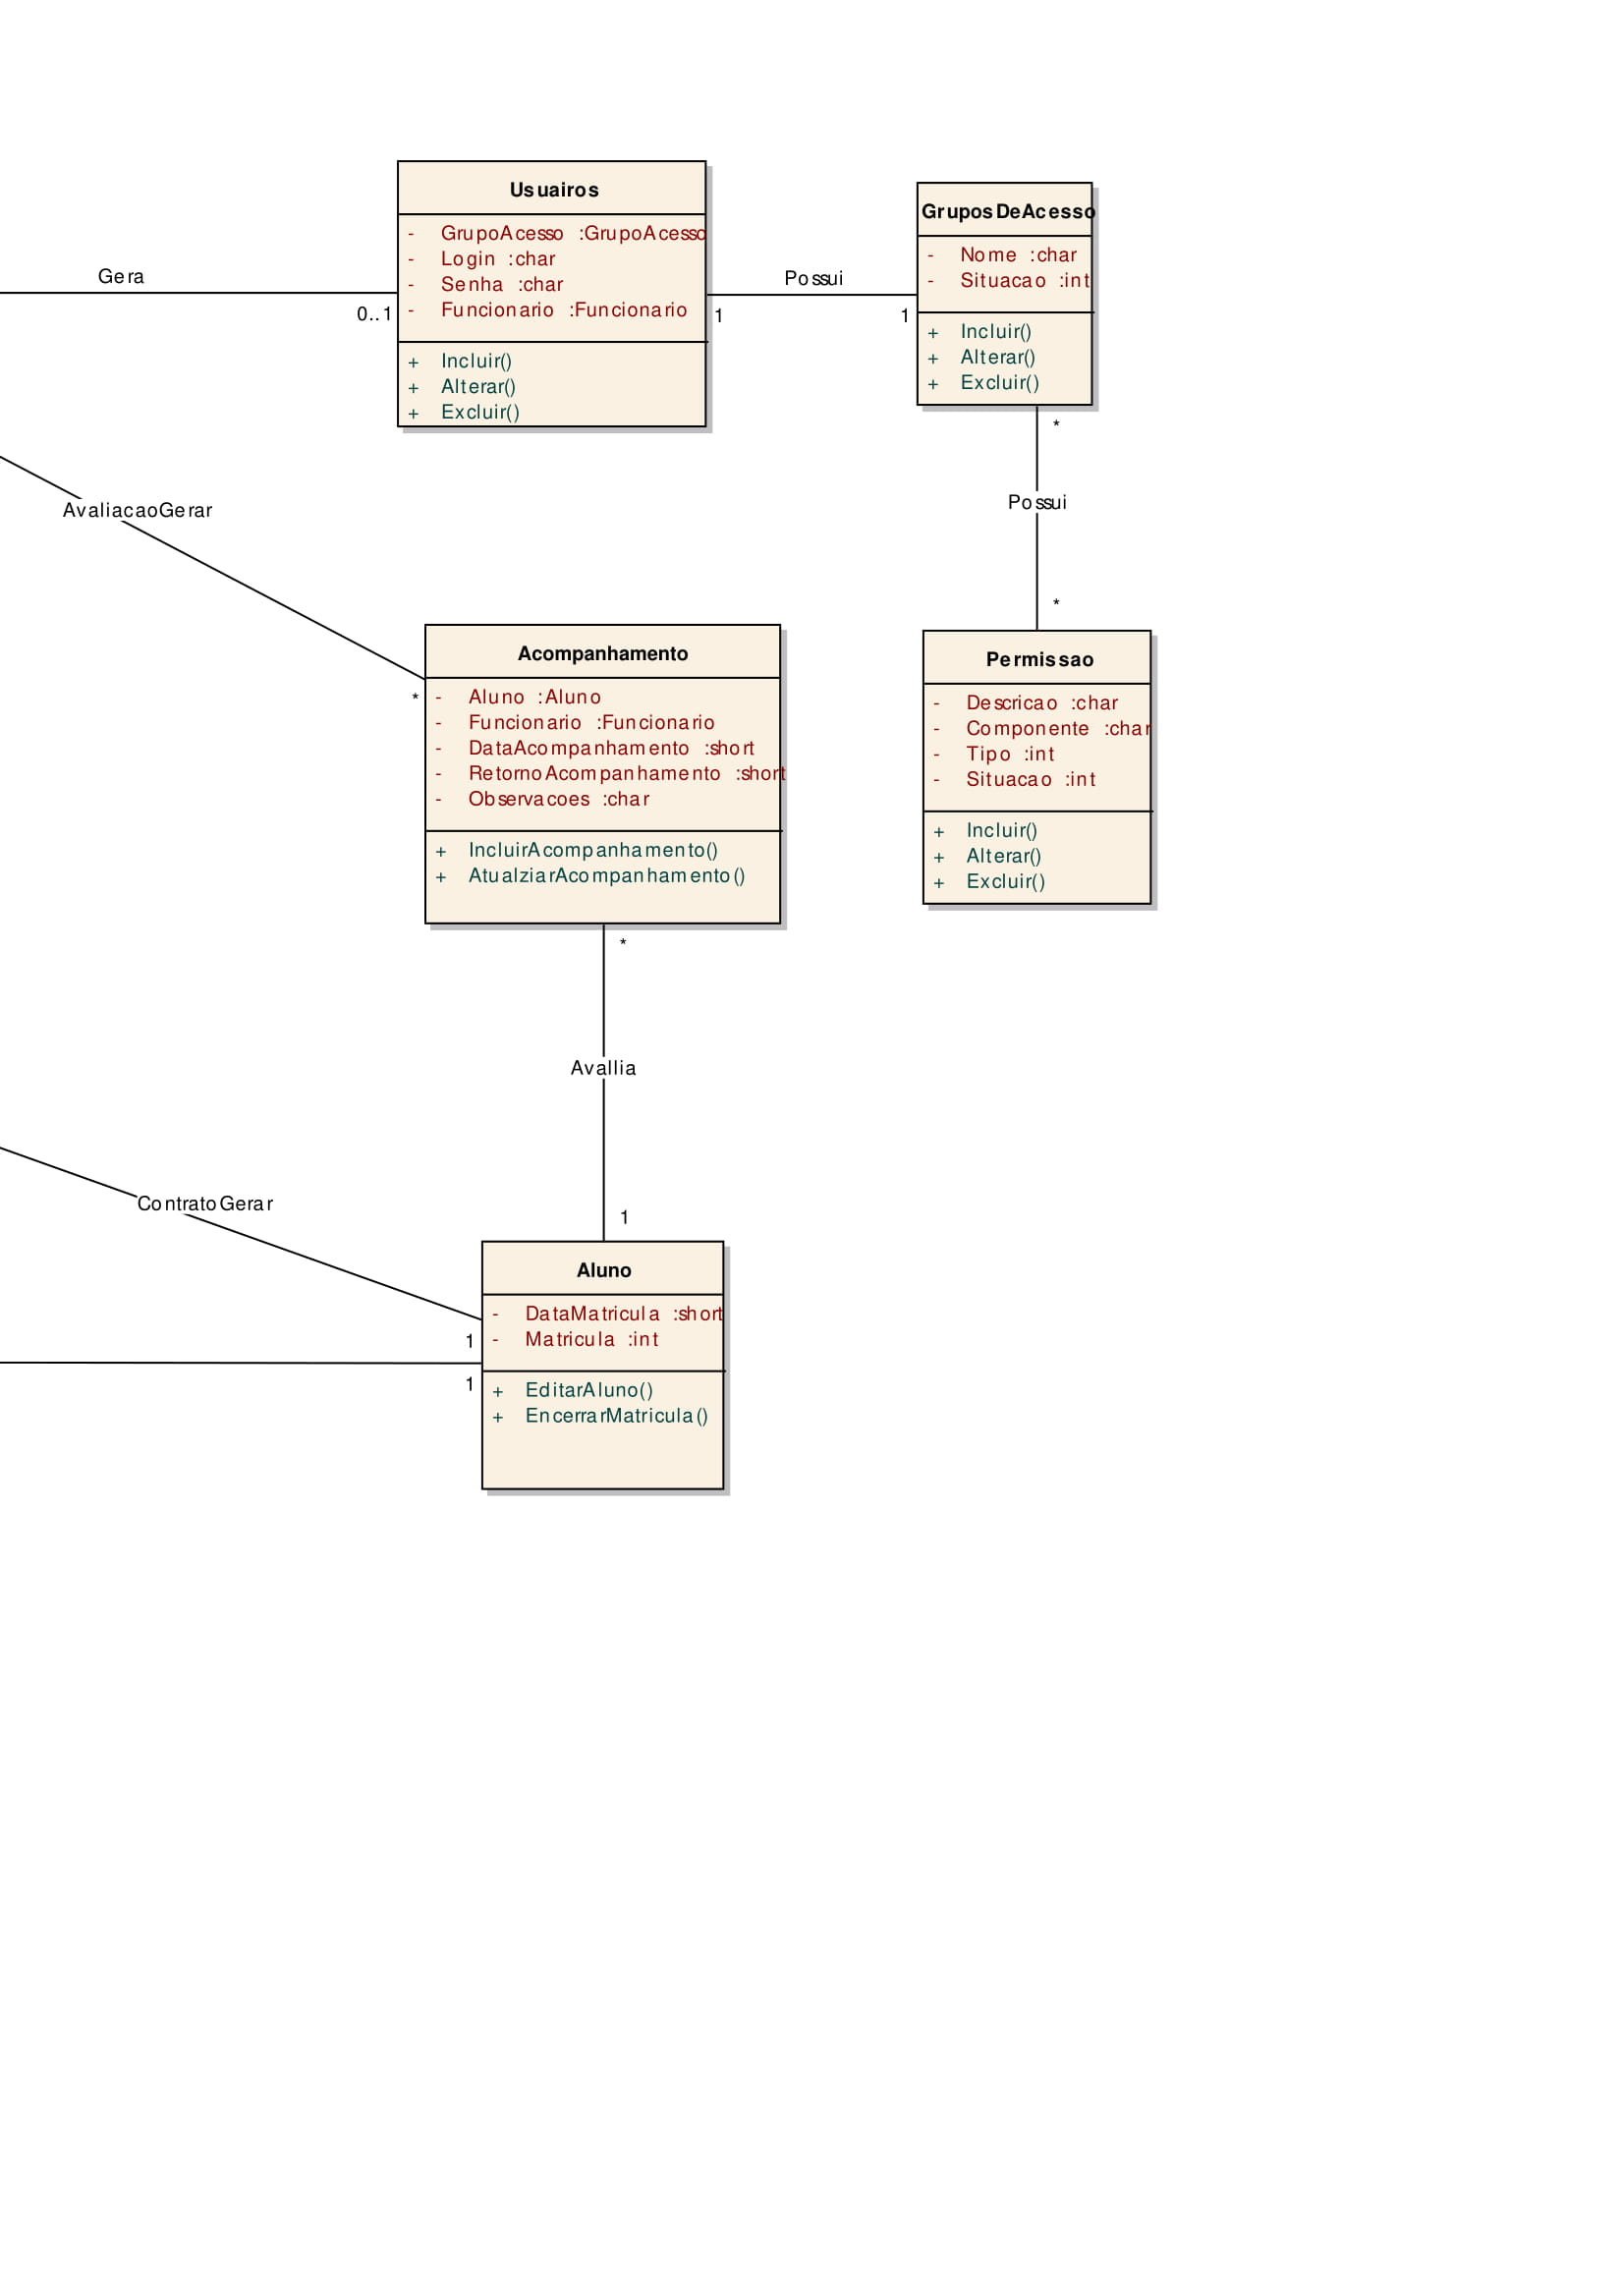 Usuairos
- GrupoAcesso :GrupoAcesso
- Login :char
- Senha :char
- Funcionario :Funcionario
+ Incluir()
+ Alterar()
+ Excluir()
Gera
0..1
Possui
1
1
GruposDeAcesso
- Nome :char
- Situacao :int
+ Incluir()
+ Alterar()
+ Excluir()
*
Possui
*
AvaliacaoGerar
*
Acompanhamento
- Aluno :Aluno
- Funcionario :Funcionario
- DataAcompanhamento :short
- RetornoAcompanhamento :short
- Observacoes :char
+ IncluirAcompanhamento()
+ AtualziarAcompanhamento()
Permissao
- Descricao :char
- Componente :char
- Tipo :int
- Situacao :int
+ Incluir()
+ Alterar()
+ Excluir()
*
Avallia
1
ContratoGerar
1
1
Aluno
- DataMatricula :short
- Matricula :int
+ EditarAluno()
+ EncerrarMatricula()